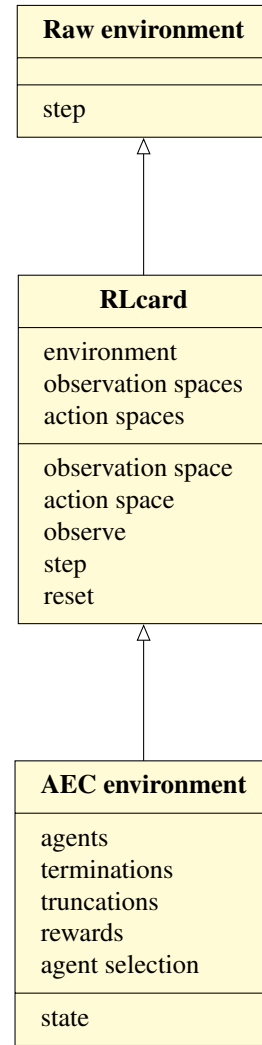 Raw environment
step
RLcard
environment
observation spaces
action spaces
observation space
action space
observe
step
reset
AEC environment
agents
terminations
truncations
rewards
agent selection
state